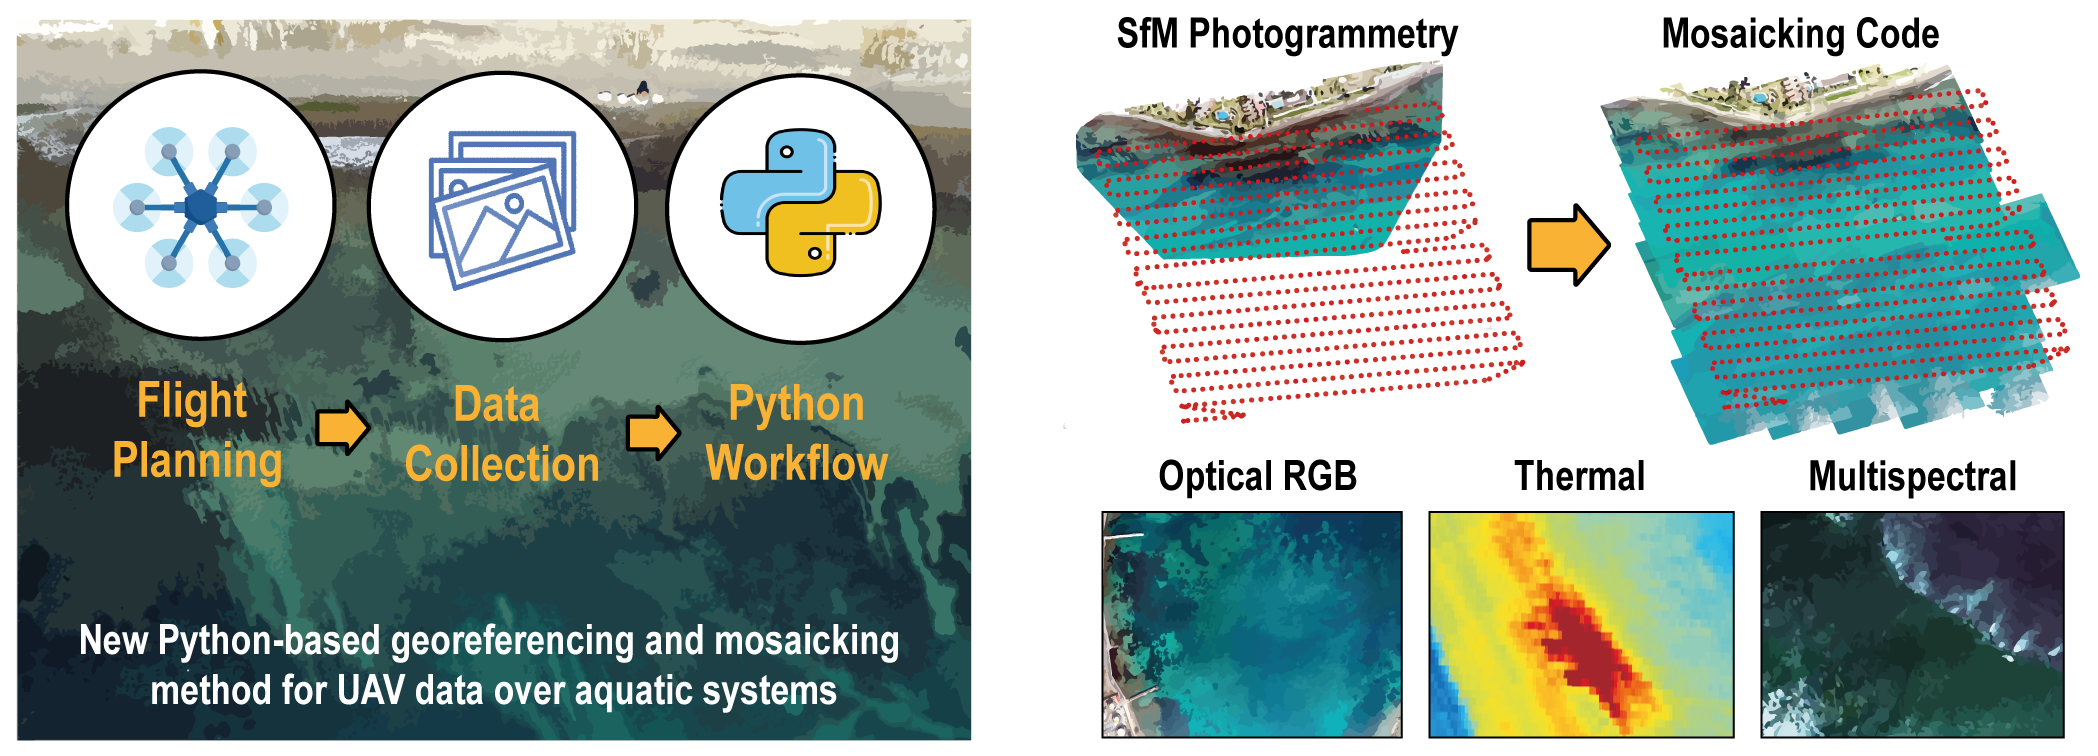 Flight
Planning
Data
Collection
Python
Workflow
New Python-based georeferencing and mosaicking
method for UAV data over aquatic systems
SfM Photogrammetry
Mosaicking Code
Optical RGB
Thermal
Multispectral